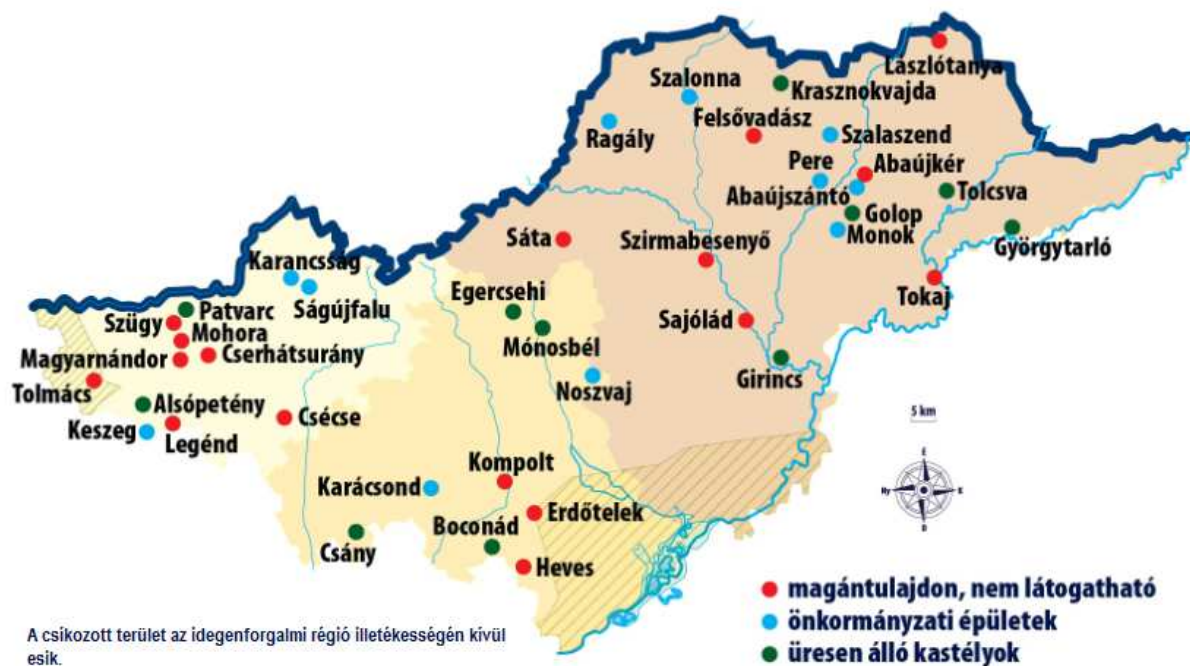 Lászlótanya
Szalonna
Krasznokvajda
Felsővadász
Ragály
Szalaszend
Pere
Abaújkér
Abaújszántó
Tolcsva
Golop
Monok
Györgytarló
Sáta
Szirmabesenyő
Karancsság
Tokaj
Ságújfalu
Egercsehi
Patvarc
Szügy
Mohora
Sajólád
Mónosbél
Cserhátsurány
Magyarnándor
Girincs
Tolmács
Noszvaj
Alsópetény
Csécse
Keszeg
Legénd
5 km
Kompolt
Karácsond
É
Ny K
D
Erdőtelek
Boconád
Csány
Heves
magántulajdon, nem látogatható
önkormányzati épületek
üresen álló kastélyok
A csíkozott terület az idegenforgalmi régió illetékességén kívül
esik.